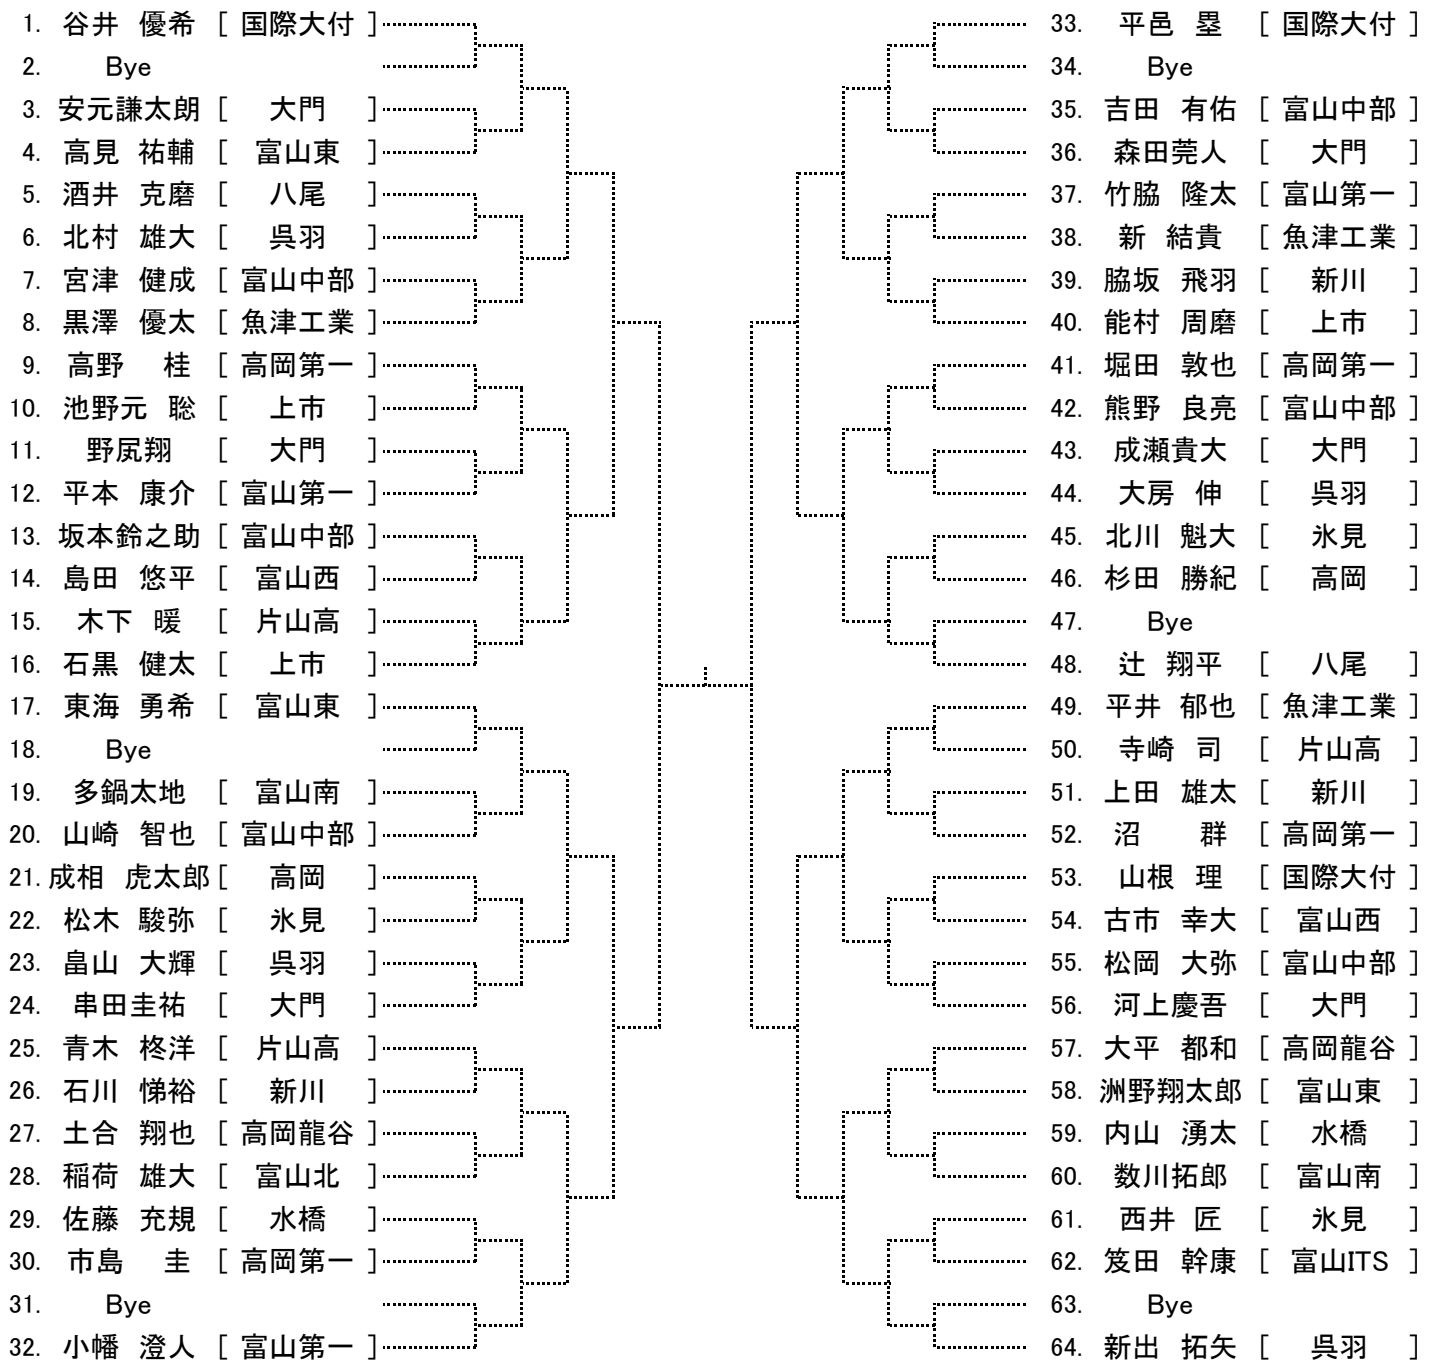 1. 谷井 優希 [ 国際大付 ]
2. Bye
3. 安元謙太朗 [ 大門 ]
4. 高見 祐輔 [ 富山東 ]
5. 酒井 克磨 [ 八尾 ]
6. 北村 雄大 [ 呉羽 ]
7. 宮津 健成 [ 富山中部 ]
8. 黒澤 優太 [ 魚津工業 ]
9. 高野 桂 [ 高岡第一 ]
10. 池野元 聡 [ 上市 ]
11. 野尻翔 [ 大門 ]
12. 平本 康介 [ 富山第一 ]
13. 坂本鈴之助 [ 富山中部 ]
14. 島田 悠平 [ 富山西 ]
15. 木下 暖 [ 片山高 ]
16. 石黒 健太 [ 上市 ]
17. 東海 勇希 [ 富山東 ]
18. Bye
19. 多鍋太地 [ 富山南 ]
20. 山崎 智也 [ 富山中部 ]
21. 成相 虎太郎 [ 高岡 ]
22. 松木 駿弥 [ 氷見 ]
23. 畠山 大輝 [ 呉羽 ]
24. 串田圭祐 [ 大門 ]
25. 青木 柊洋 [ 片山高 ]
26. 石川 悌裕 [ 新川 ]
27. 土合 翔也 [ 高岡龍谷 ]
28. 稲荷 雄大 [ 富山北 ]
29. 佐藤 充規 [ 水橋 ]
30. 市島 圭 [ 高岡第一 ]
31. Bye
32. 小幡 澄人 [ 富山第一 ]
33. 平邑 塁 [ 国際大付 ]
34. Bye
35. 吉田 有佑 [ 富山中部 ]
36. 森田莞人 [ 大門 ]
37. 竹脇 隆太 [ 富山第一 ]
38. 新 結貴 [ 魚津工業 ]
39. 脇坂 飛羽 [ 新川 ]
40. 能村 周磨 [ 上市 ]
41. 堀田 敦也 [ 高岡第一 ]
42. 熊野 良亮 [ 富山中部 ]
43. 成瀬貴大 [ 大門 ]
44. 大房 伸 [ 呉羽 ]
45. 北川 魁大 [ 氷見 ]
46. 杉田 勝紀 [ 高岡 ]
47. Bye
48. 辻 翔平 [ 八尾 ]
49. 平井 郁也 [ 魚津工業 ]
50. 寺崎 司 [ 片山高 ]
51. 上田 雄太 [ 新川 ]
52. 沼 群 [ 高岡第一 ]
53. 山根 理 [ 国際大付 ]
54. 古市 幸大 [ 富山西 ]
55. 松岡 大弥 [ 富山中部 ]
56. 河上慶吾 [ 大門 ]
57. 大平 都和 [ 高岡龍谷 ]
58. 洲野翔太郎 [ 富山東 ]
59. 内山 湧太 [ 水橋 ]
60. 数川拓郎 [ 富山南 ]
61. 西井 匠 [ 氷見 ]
62. 笈田 幹康 [ 富山ITS ]
63. Bye
64. 新出 拓矢 [ 呉羽 ]